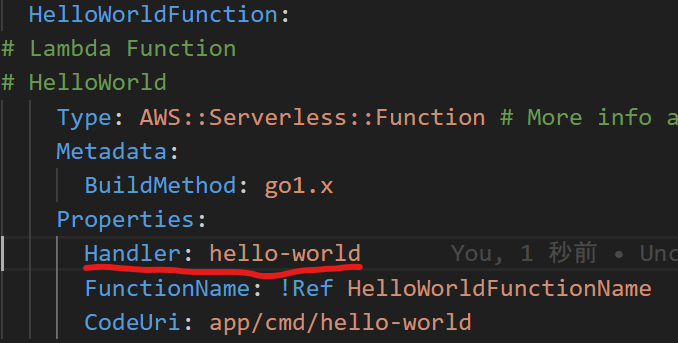 HelloWorldFunction:
# Lambda Function
# HelloWorld
Type: AWS::Serverless::Function # More info a
Metadata:
BuildMethod: go1.x
Properties:
Handler: hello-world You, 1 秒前 • Unc
FunctionName: !Ref HelloWorldFunctionName
CodeUri: app/cmd/hello-world